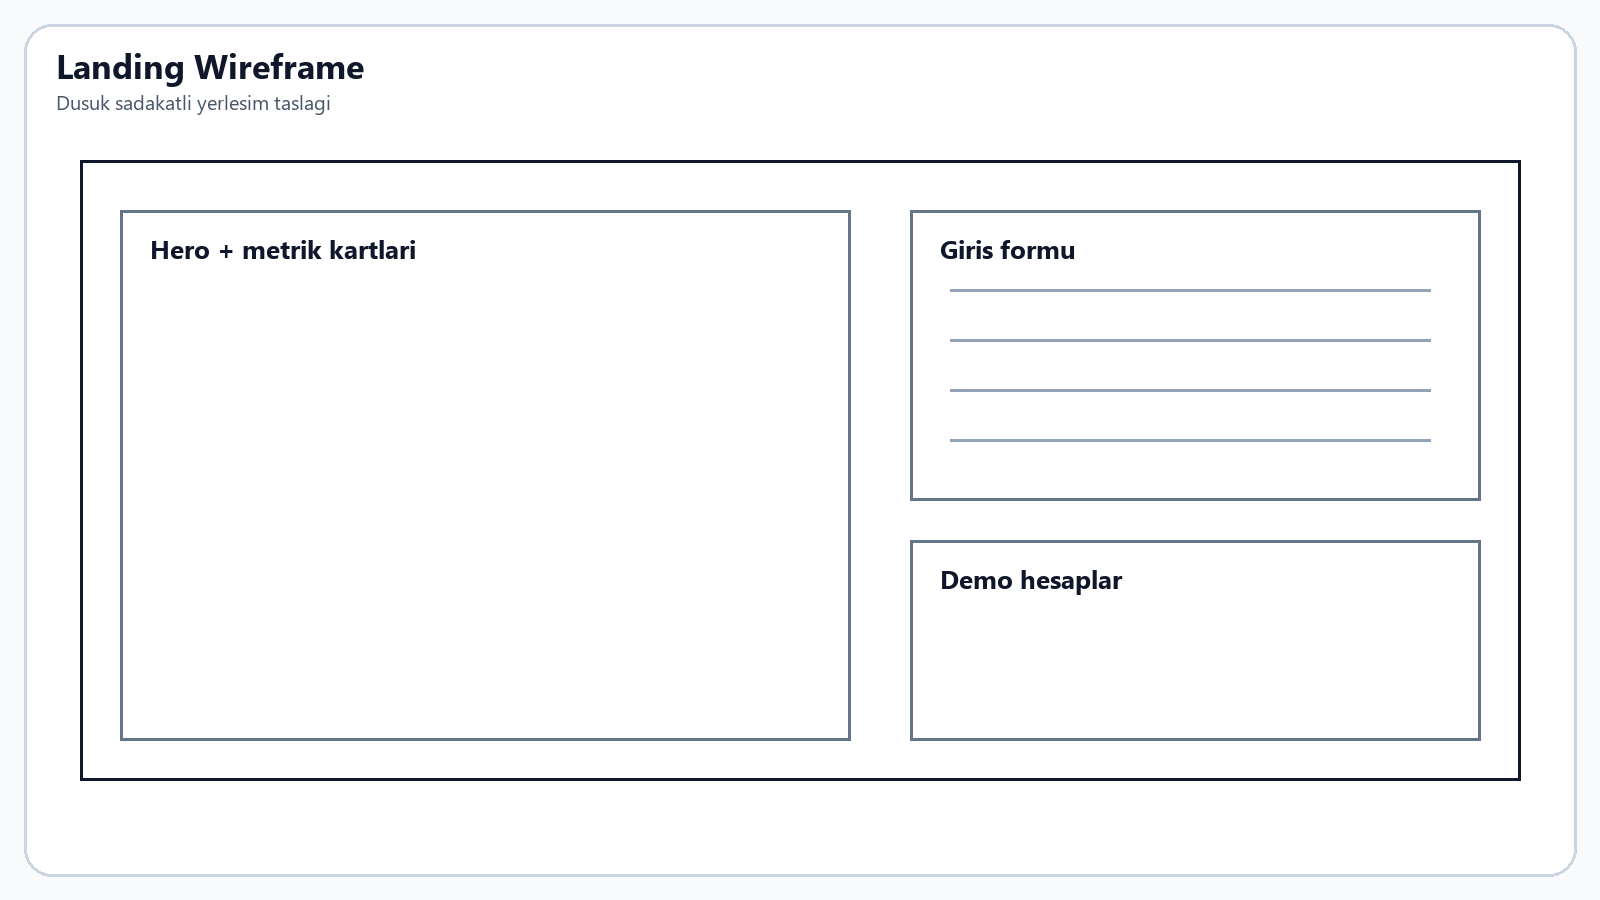 Landing Wireframe
Dusuk sadakatli yerlesim taslagi
Hero + metrik kartlari
Giris formu
Demo hesaplar